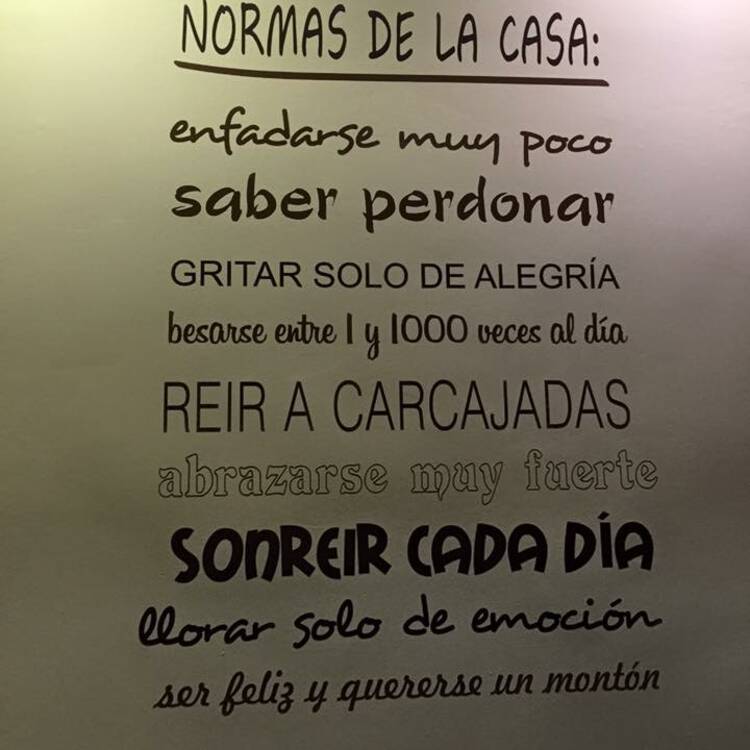 NORMAS DE LA CASA:
enfadarse muy poco
saber perdonar
GRITAR SOLO DE ALEGRÍA
besarse entre 1 y 1000 veces al día
REIR A CARCAJADAS
abrazarse muy fuerte
SONREIR CADA DÍA
llorar solo de emoción
ser feliz y quererse un montón